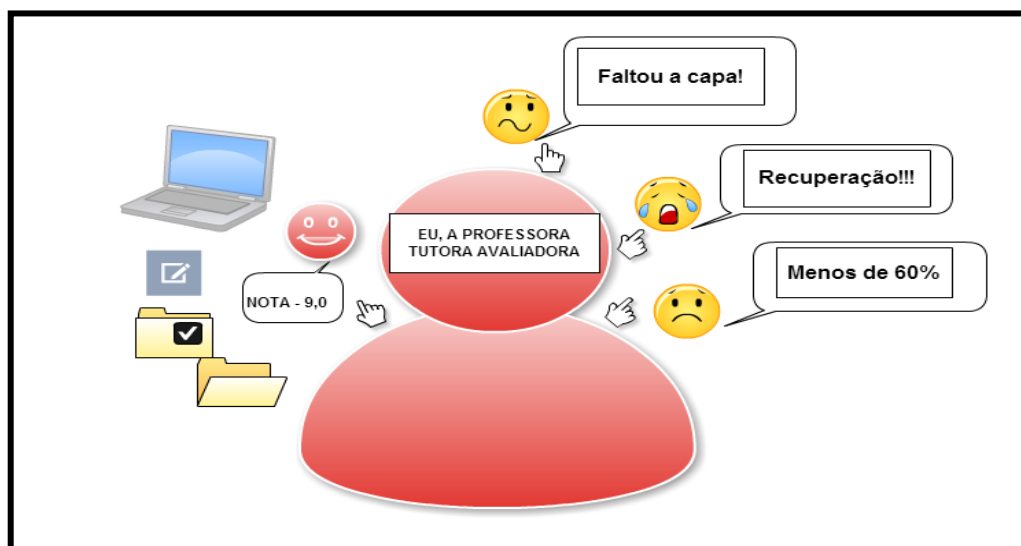 Faltou a capa!
Recuperação!!!
EU, A PROFESSORA
TUTORA AVALIADORA
Menos de 60%
NOTA - 9,0